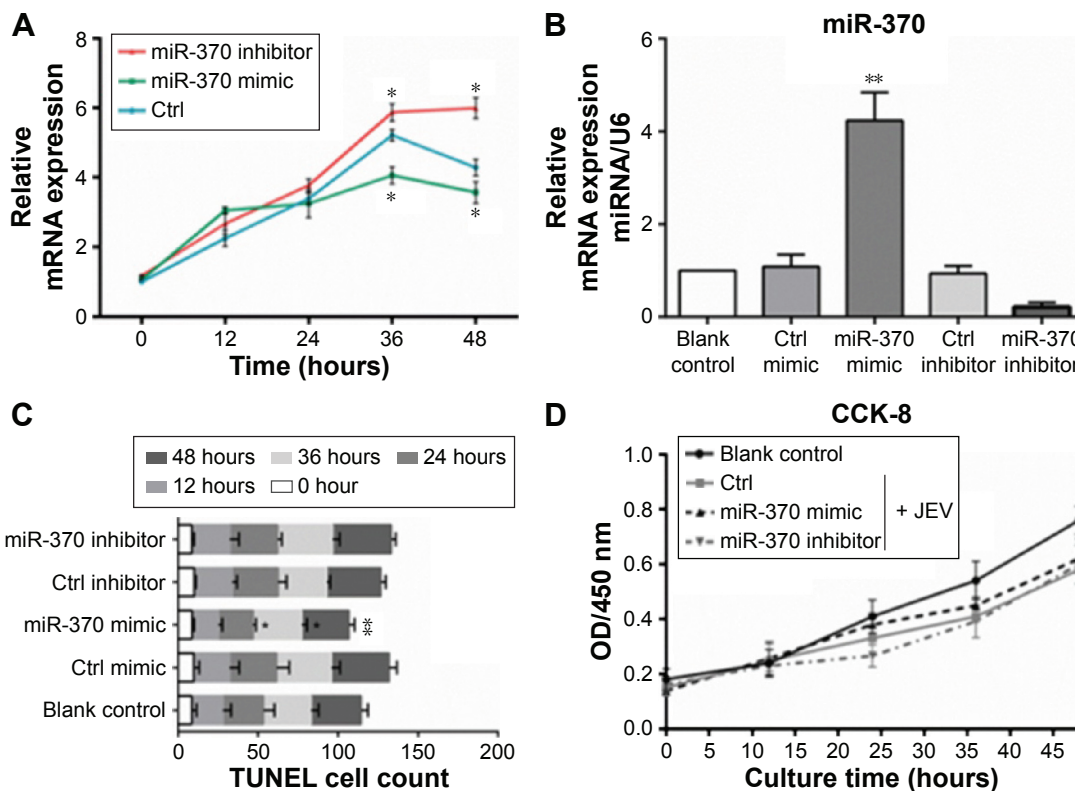 A
8
6
4
2
0
Relative
mRNA expression
miR-370 inhibitor
miR-370 mimic
Ctrl
*
*
*
*
0
12
24
36
48
Time (hours)
B
miR-370
6
4
2
0
Relative
mRNA expression
miRNA/U6
**
Blank
control
Ctrl
mimic
miR-370
mimic
Ctrl
inhibitor
miR-370
inhibitor
C
48 hours 36 hours 24 hours
12 hours 0 hour
miR-370 inhibitor
Ctrl inhibitor
miR-370 mimic
Ctrl mimic
Blank control
*
*
**
0
50
100
200
TUNEL cell count
D
CCK-8
1.0
0.8
0.6
0.4
0.2
0.0
OD/450 nm
Blank control
Ctrl
miR-370 mimic
miR-370 inhibitor
+ JEV
0
5
10
15
20
25
30
35
40
45
Culture time (hours)